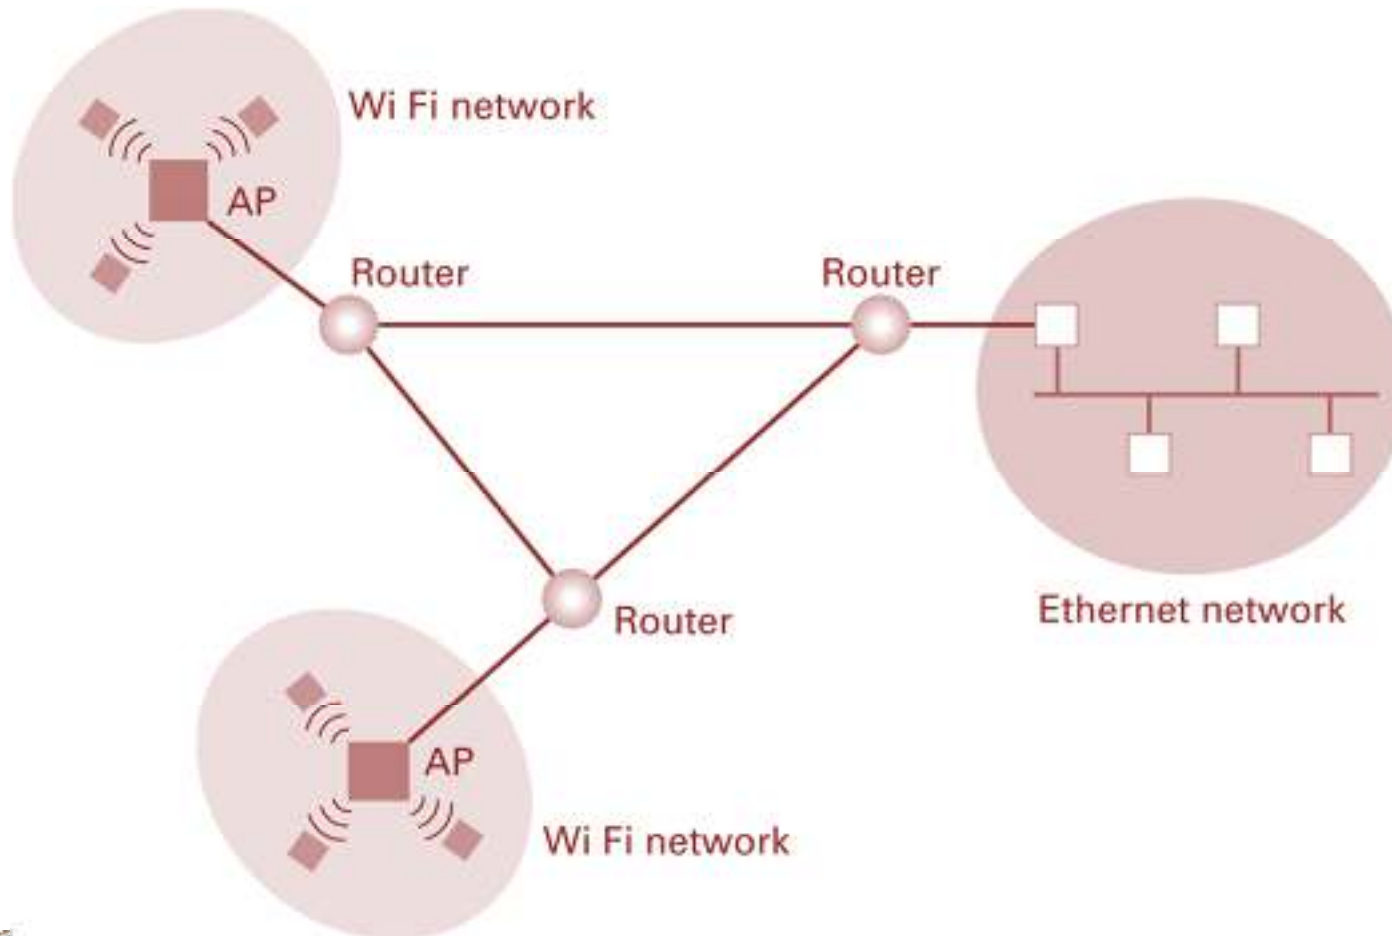 Wi Fi network
AP
Router
Router
Ethernet network
Router
AP
Wi Fi network